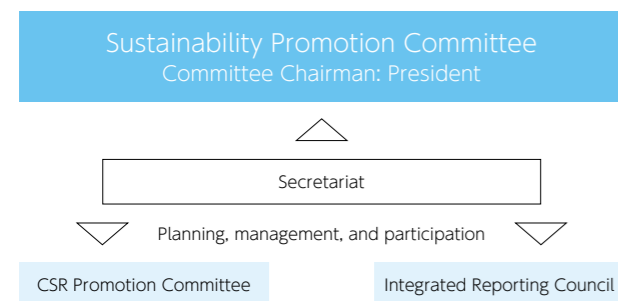 Sustainability Promotion Committee
Committee Chairman: President
Secretariat
Planning, management, and participation
CSR Promotion Committee
Integrated Reporting Council